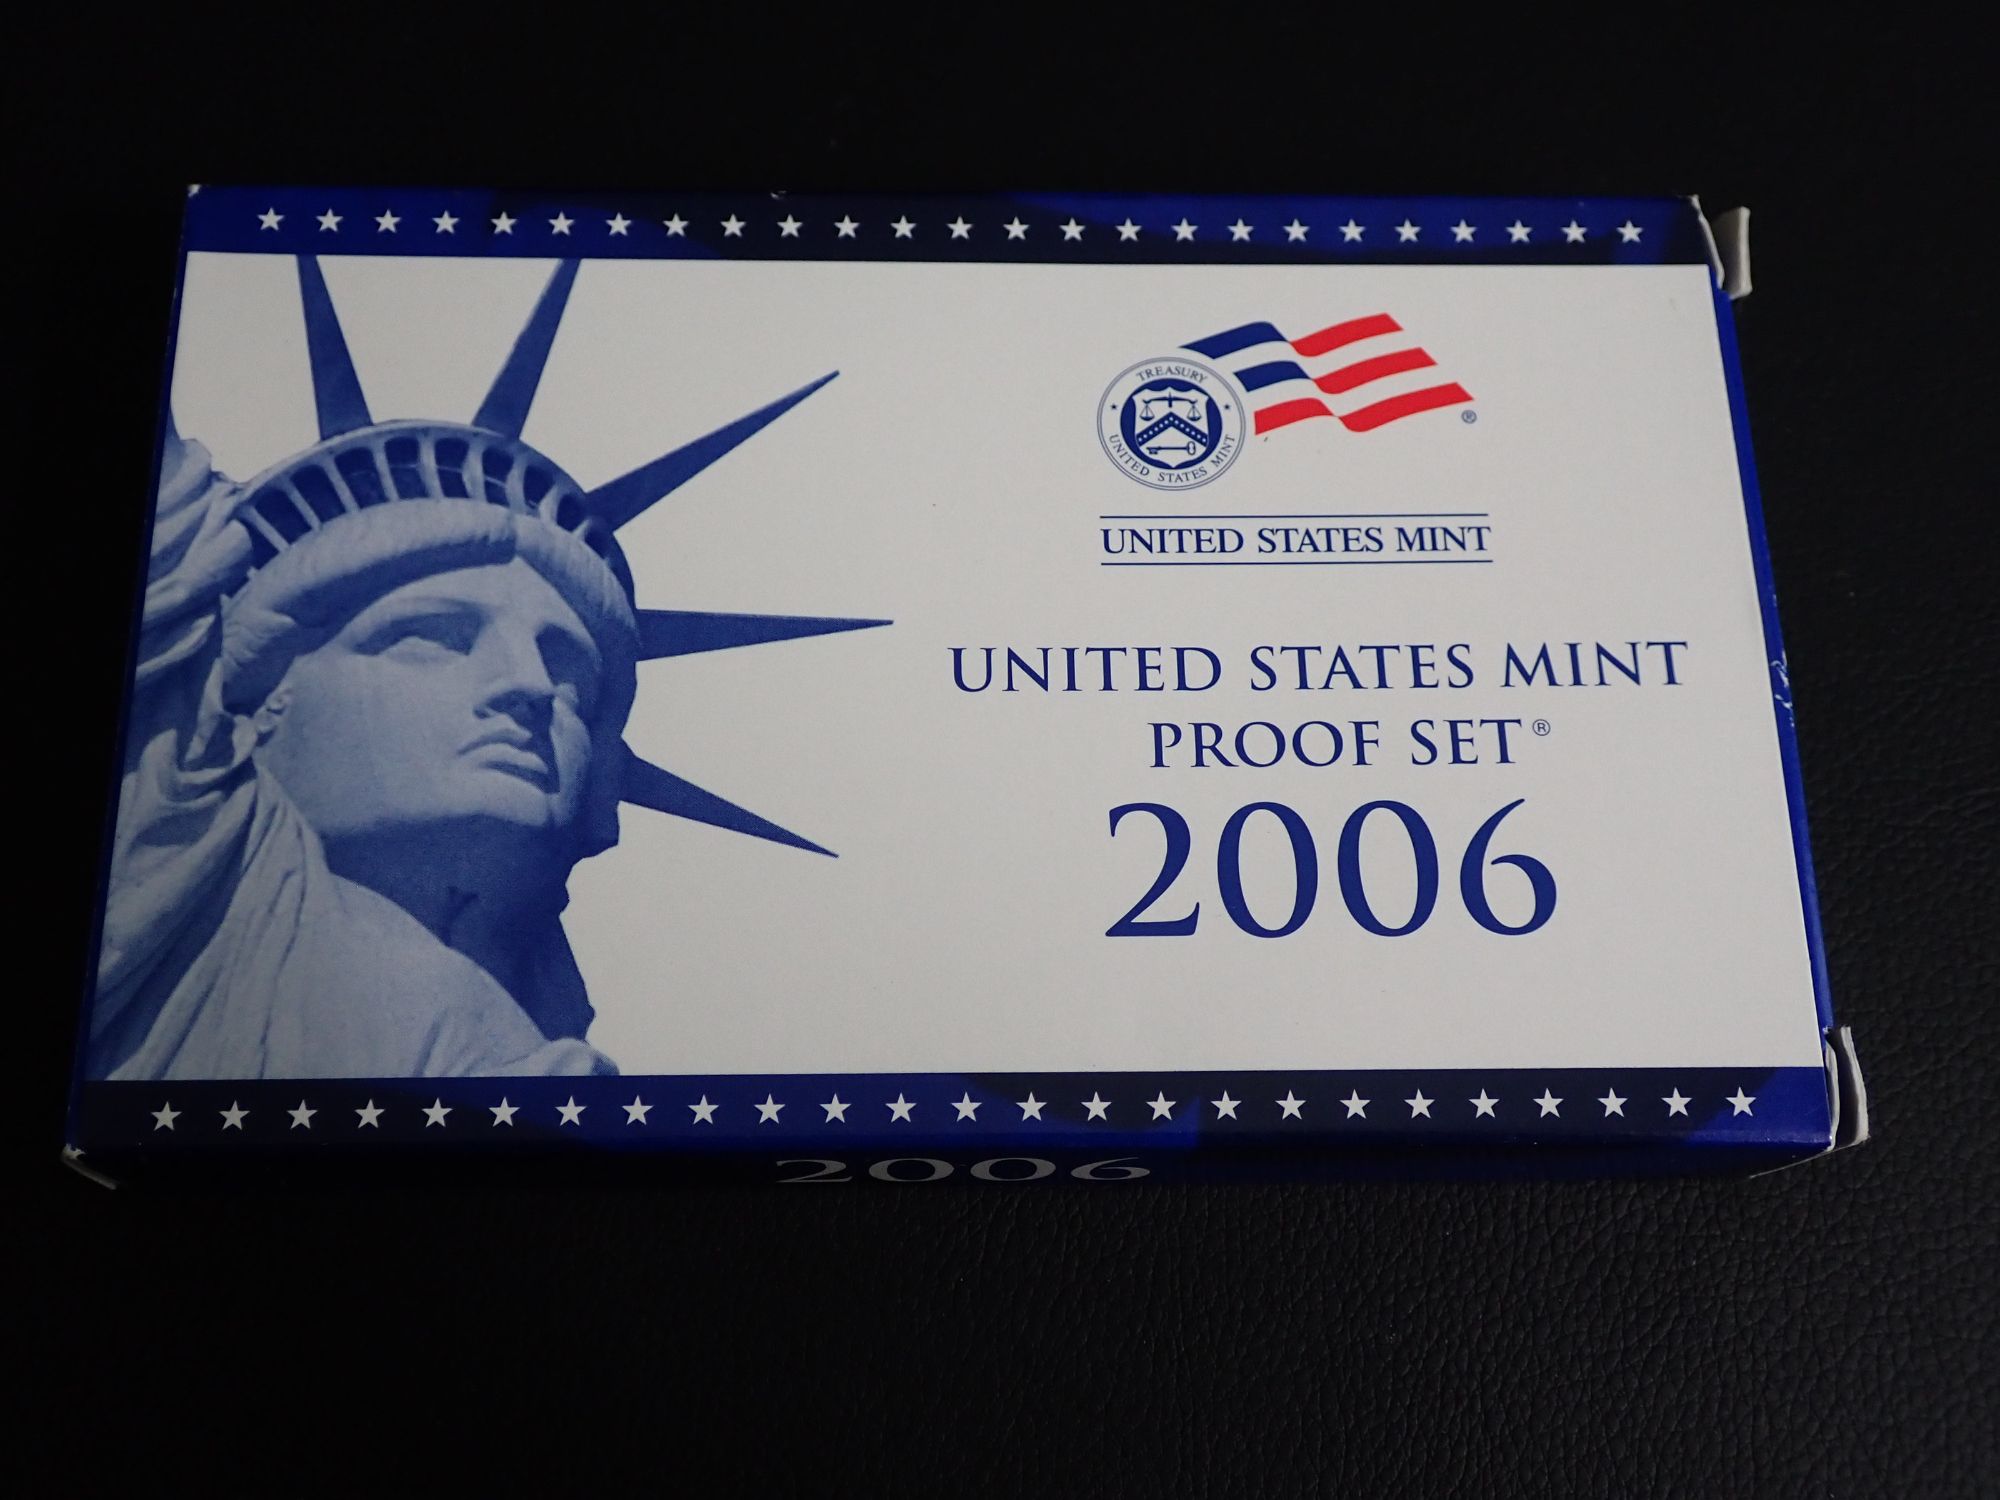 TREASURY
UNITED STATES MINT
®
UNITED STATES MINT
UNITED STATES MINT
PROOF SET®
2006
2006